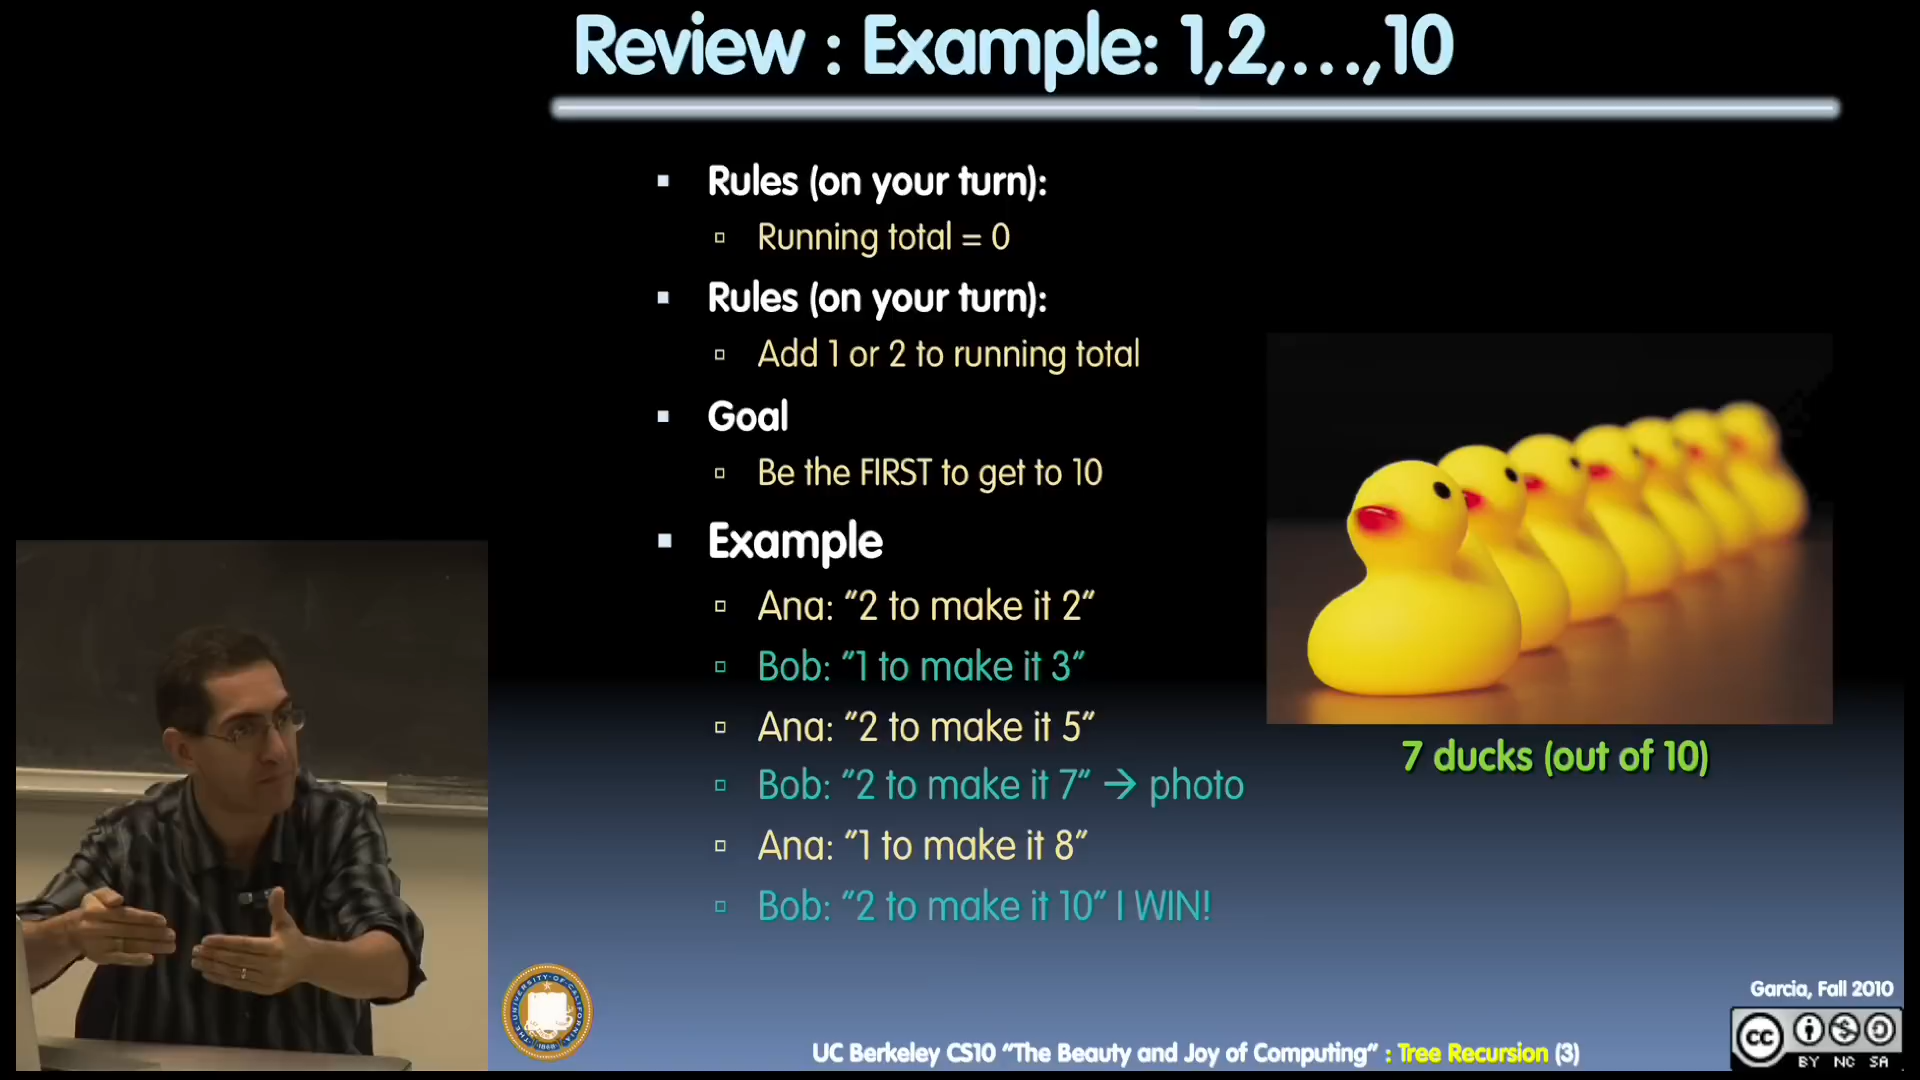 Review : Example: 1,2,…,10
▪ Rules (on your turn):
▫ Running total = 0
▪ Rules (on your turn):
▫ Add 1 or 2 to running total
▪ Goal
▫ Be the FIRST to get to 10
▪ Example
▫ Ana: “2 to make it 2”
▫ Bob: “1 to make it 3”
▫ Ana: “2 to make it 5”
▫ Bob: “2 to make it 7” → photo
▫ Ana: “1 to make it 8”
▫ Bob: “2 to make it 10” I WIN!
7 ducks (out of 10)
Garcia, Fall 2010
UC Berkeley CS10 “The Beauty and Joy of Computing” : Tree Recursion (3)
cc
BY NC SA